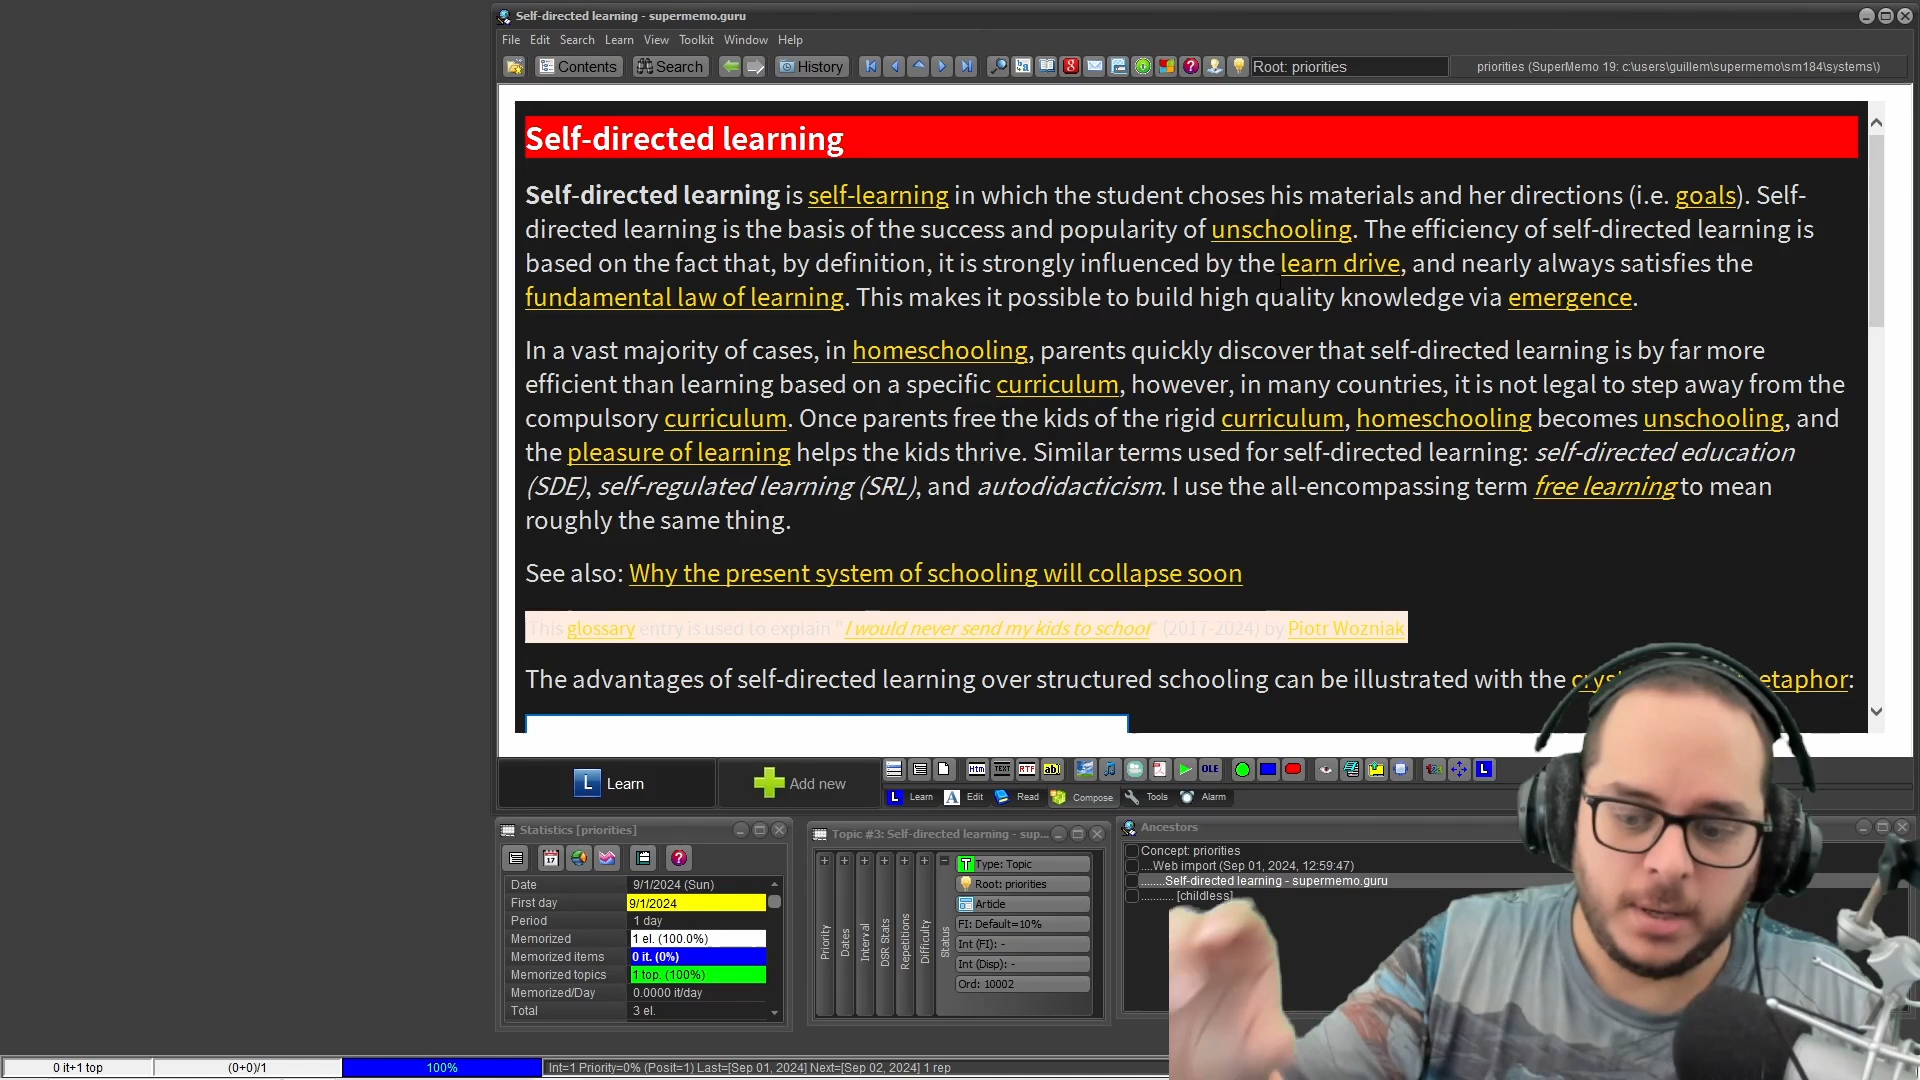 Self-directed learning - supermemo.guru
File Edit Search Learn View Toolkit Window Help
Contents Search History Root: priorities priorities (SuperMemo 19: c:\users\guillem\supermemo\sm184\systems\)
Self-directed learning
Self-directed learning is self-learning in which the student choses his materials and her directions (i.e. goals). Self-
directed learning is the basis of the success and popularity of unschooling. The efficiency of self-directed learning is
based on the fact that, by definition, it is strongly influenced by the learn drive, and nearly always satisfies the
fundamental law of learning. This makes it possible to build high quality knowledge via emergence.
In a vast majority of cases, in homeschooling, parents quickly discover that self-directed learning is by far more
efficient than learning based on a specific curriculum, however, in many countries, it is not legal to step away from the
compulsory curriculum. Once parents free the kids of the rigid curriculum, homeschooling becomes unschooling, and
the pleasure of learning helps the kids thrive. Similar terms used for self-directed learning: self-directed education
(SDE), self-regulated learning (SRL), and autodidacticism. I use the all-encompassing term free learning to mean
roughly the same thing.
See also: Why the present system of schooling will collapse soon
This glossary entry is used to explain "I would never send my kids to school" (2017-2024) by Piotr Wozniak
The advantages of self-directed learning over structured schooling can be illustrated with the etaphor:
L Learn Add new
Htm TEXT RTF ab OLE L
L Learn A Edit Read Compose Tools Alarm
Statistics [priorities]
Date 9/1/2024 (Sun)
First day 9/1/2024
Period 1 day
Memorized 1 el. (100.0%)
Memorized items 0 it. (0%)
Memorized topics 1 top. (100%)
Memorized/Day 0.0000 it/day
Total 3 el.
Topic #3: Self-directed learning - sup...
Priority
Dates
Interval
DSR Stats
Repetitions
Difficulty
Status
T Type: Topic
Root: priorities
Article
FI: Default=10%
Int (FI): -
Int (Disp): -
Ord: 10002
Ancestors
Concept: priorities
....Web import (Sep 01, 2024, 12:59:47)
........Self-directed learning - supermemo.guru
........... [childless]
0 it+1 top (0+0)/1 100% Int=1 Priority=0% (Posit=1) Last=[Sep 01, 2024] Next=[Sep 02, 2024] 1 rep